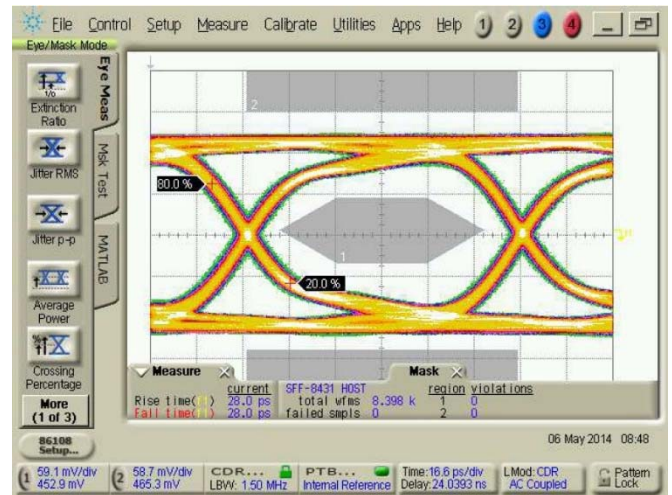 File Control Setup Measure Calibrate Utilities Apps Help 1 2 3 4
Eye/Mask Mode
Eye Meas
Msk Test
MATLAB
Extinction
Ratio
Jitter RMS
Jitter p-p
Average
Power
Crossing
Percentage
More
(1 of 3)
2
80.0 %
1
20.0 %
Measure
Mask
current
Rise time(f1) 28.0 ps
Fall time(f1) 28.0 ps
SFF-8431 HOST
total wfms 8.398 k
failed smpls 0
region violations
1 0
2 0
86108
Setup...
06 May 2014 08:48
1 59.1 mV/div
452.9 mV
2 58.7 mV/div
465.3 mV
CDR...
LBW: 1.50 MHz
PTB...
Internal Reference
Time:16.6 ps/div
Delay:24.0393 ns
LMod: CDR
AC Coupled
Pattern
Lock